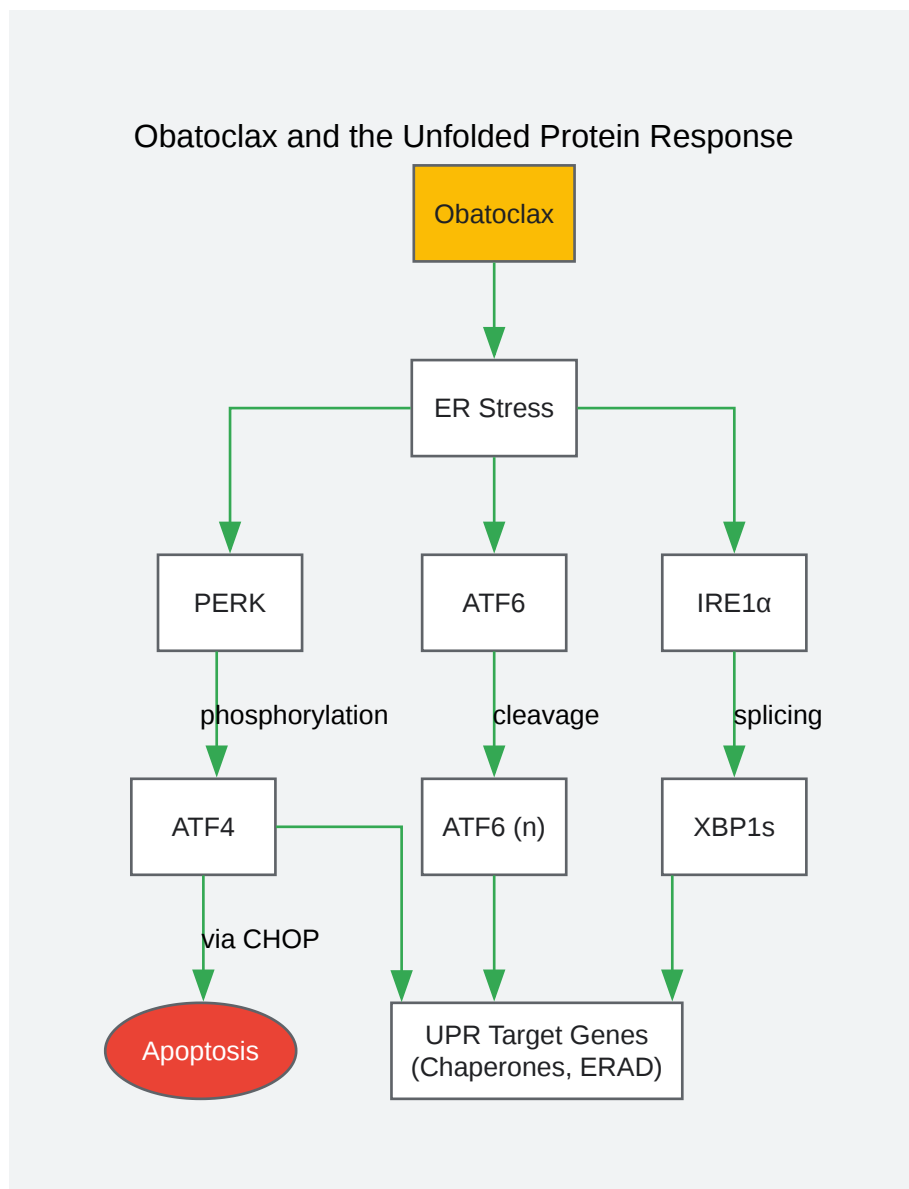 Obatoclax and the Unfolded Protein Response
Obatoclax
ER Stress
PERK
ATF6
IRE1α
phosphorylation
cleavage
splicing
ATF4
ATF6 (n)
XBP1s
via CHOP
Apoptosis
UPR Target Genes
(Chaperones, ERAD)